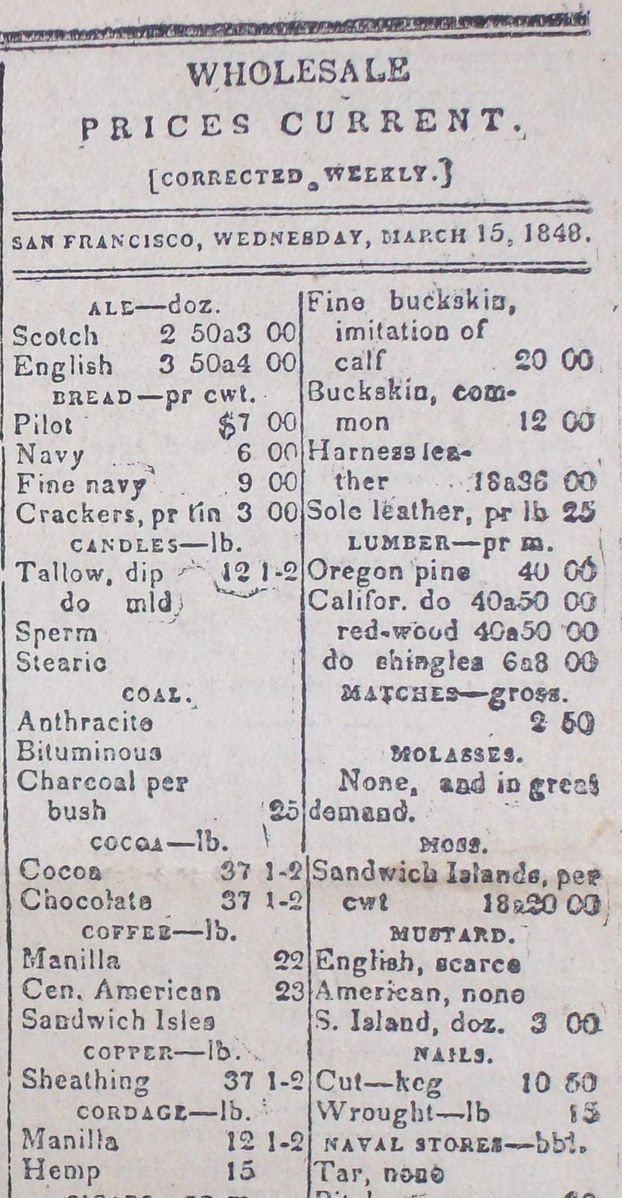 WHOLESALE
PRICES CURRENT.
[CORRECTED WEEKLY.]
SAN FRANCISCO, WEDNESDAY, MARCH 15, 1848.
ALE—doz.
Scotch 2 50a3 00
English 3 50a4 00
BREAD—pr cwt.
Pilot $7 00
Navy 6 00
Fine navy 9 00
Crackers, pr tin 3 00
CANDLES—lb.
Tallow, dip 12 1-2
do mld
Sperm
Stearic
COAL.
Anthracite
Bituminous
Charcoal per
bush 25
COCOA—lb.
Cocoa 37 1-2
Chocolate 37 1-2
COFFEE—lb.
Manilla 22
Cen. American 23
Sandwich Isles
COPPER—lb.
Sheathing 37 1-2
CORDAGE—lb.
Manilla 12 1-2
Hemp 15
Fine buckskin,
imitation of
calf 20 00
Buckskin, com-
mon 12 00
Harness lea-
ther 18a36 00
Sole leather, pr lb 25
LUMBER—pr m.
Oregon pine 40 00
Califor. do 40a50 00
red-wood 40a50 00
do shingles 6a8 00
MATCHES—gross.
2 50
MOLASSES.
None, and in great
demand.
MOSS.
Sandwich Islands, per
cwt 18a20 00
MUSTARD.
English, scarce
American, none
S. Island, doz. 3 00
NAILS.
Cut—keg 10 50
Wrought—lb 15
NAVAL STORES—bbl.
Tar, none